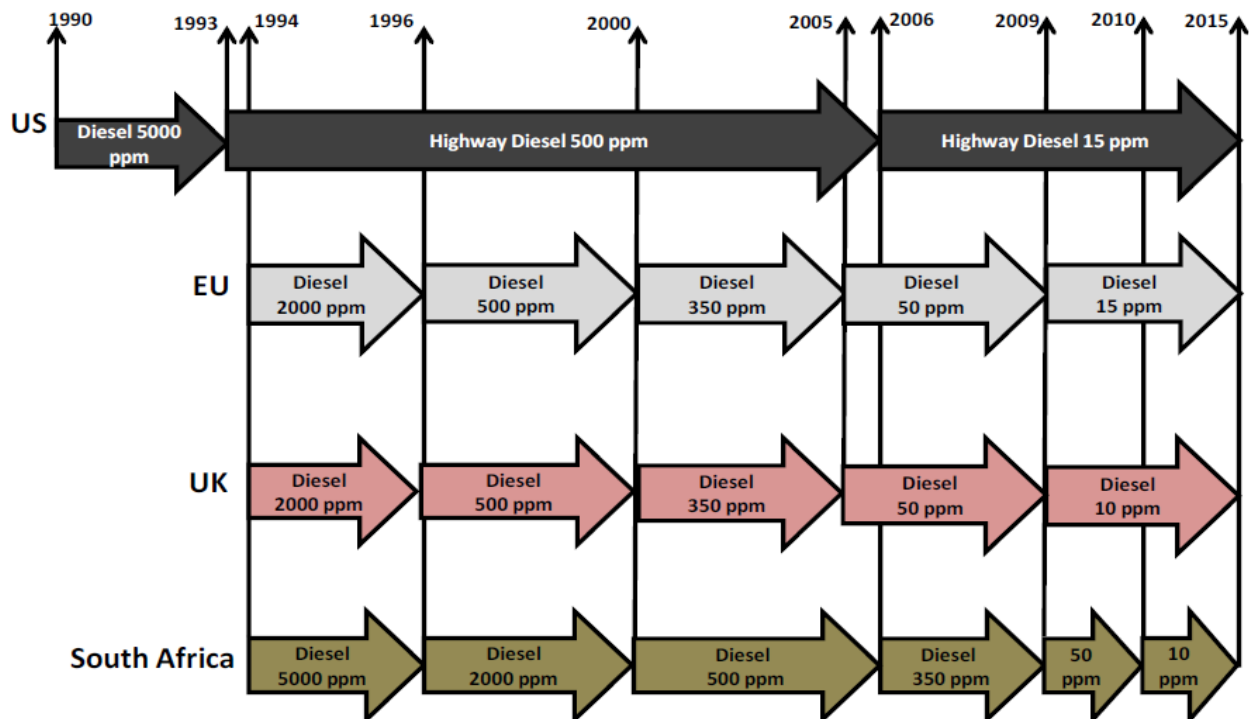 1990
1993
1994
1996
2000
2005
2006
2009
2010
2015
US
Diesel 5000
ppm
Highway Diesel 500 ppm
Highway Diesel 15 ppm
EU
Diesel
2000 ppm
Diesel
500 ppm
Diesel
350 ppm
Diesel
50 ppm
Diesel
15 ppm
UK
Diesel
2000 ppm
Diesel
500 ppm
Diesel
350 ppm
Diesel
50 ppm
Diesel
10 ppm
South Africa
Diesel
5000 ppm
Diesel
2000 ppm
Diesel
500 ppm
Diesel
350 ppm
50
ppm
10
ppm